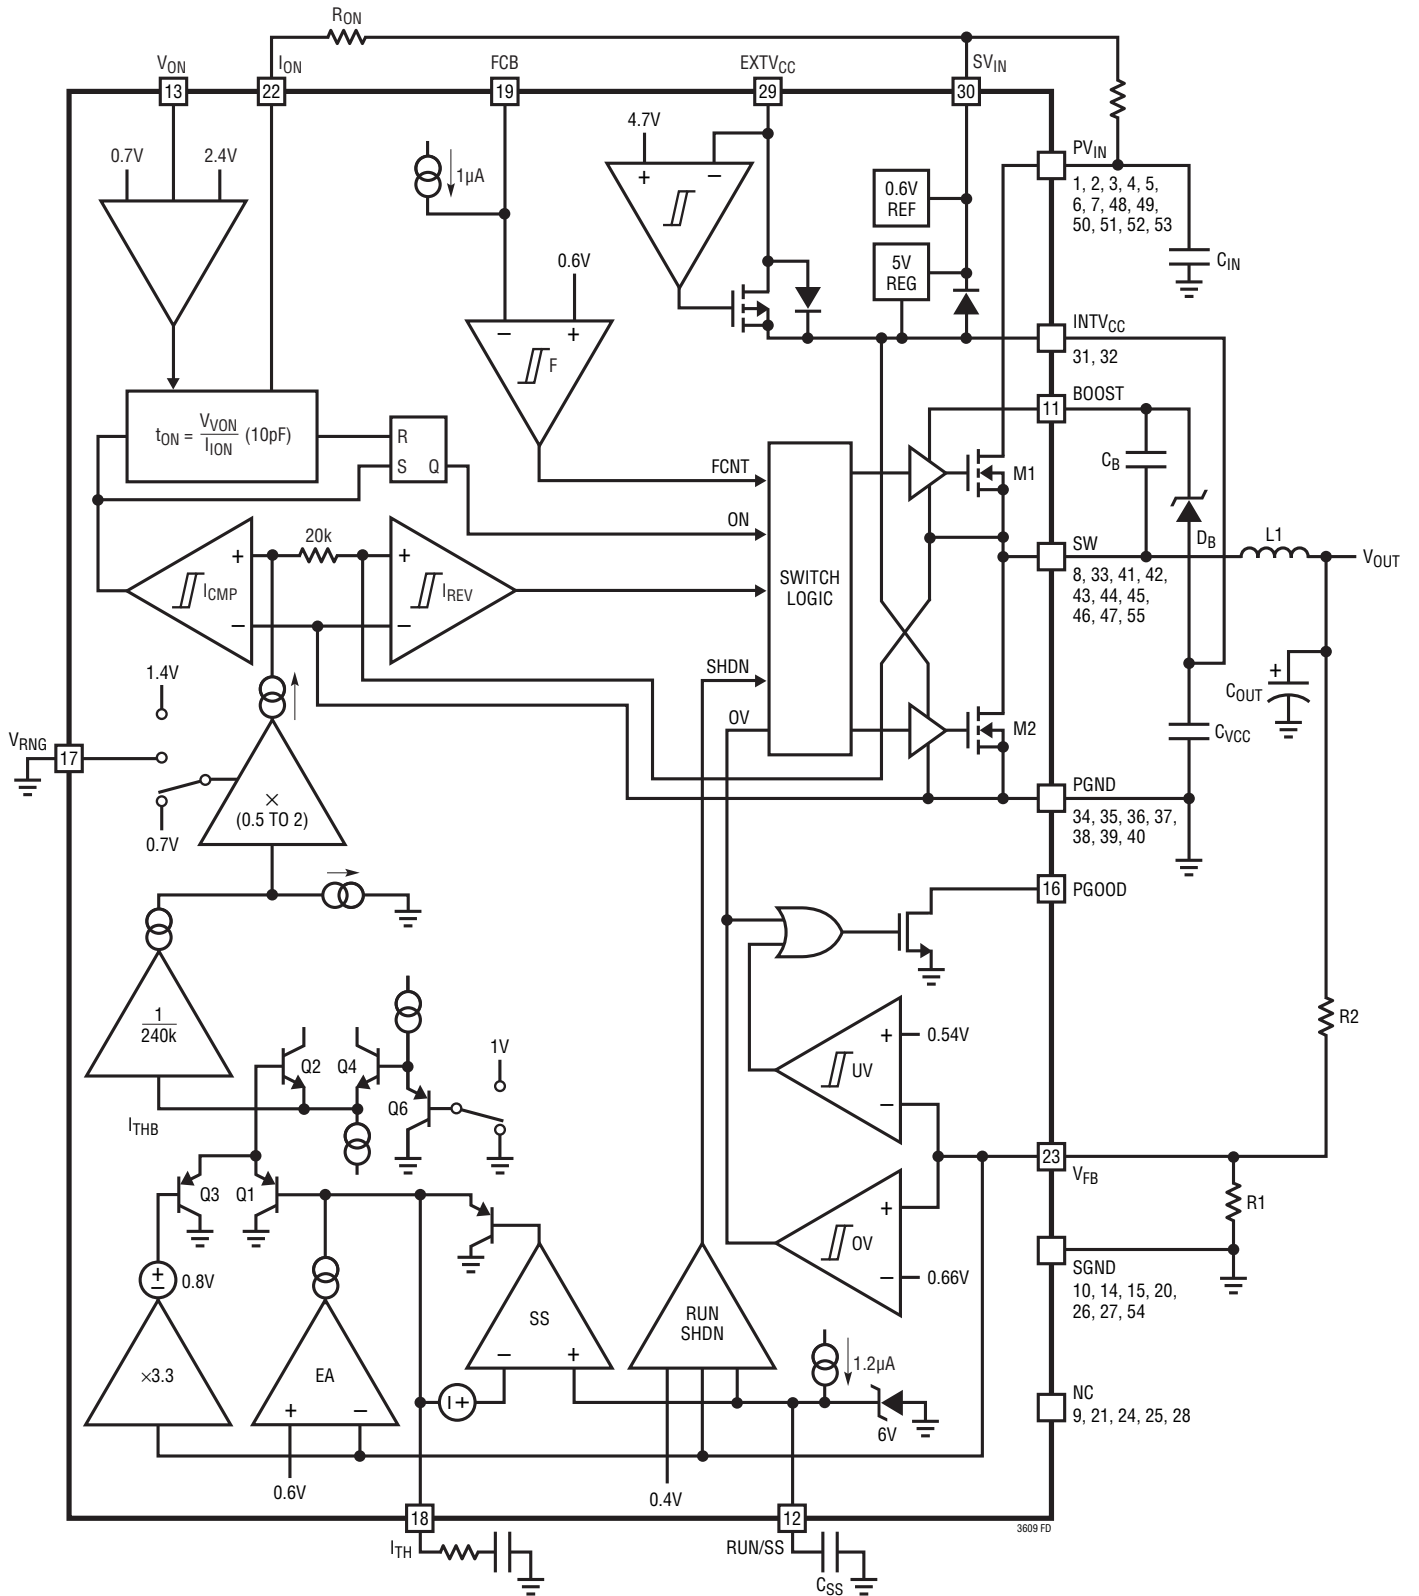 RON
VON
ION
FCB
EXTVCC
SVIN
13
22
19
29
30
0.7V
2.4V
1µA
4.7V
+
−
0.6V
REF
5V
REG
PVIN
1, 2, 3, 4, 5,
6, 7, 48, 49,
50, 51, 52, 53
CIN
0.6V
−
+
F
INTVCC
31, 32
BOOST
11
tON = VVON / IION (10pF)
R
S
Q
FCNT
ON
SWITCH
LOGIC
SHDN
OV
M1
CB
DB
L1
VOUT
SW
8, 33, 41, 42,
43, 44, 45,
46, 47, 55
20k
+
−
ICMP
+
−
IREV
1.4V
VRNG
17
0.7V
×
(0.5 TO 2)
M2
+
COUT
CVCC
PGND
34, 35, 36, 37,
38, 39, 40
16
PGOOD
1
240k
Q2
Q4
Q6
1V
ITHB
+
−
UV
0.54V
R2
Q3
Q1
23
VFB
R1
+
−
OV
0.66V
SGND
10, 14, 15, 20,
26, 27, 54
+
−
0.8V
×3.3
EA
+
−
SS
−
+
RUN
SHDN
1.2µA
6V
+
NC
9, 21, 24, 25, 28
0.6V
0.4V
18
12
3609 FD
ITH
RUN/SS
CSS